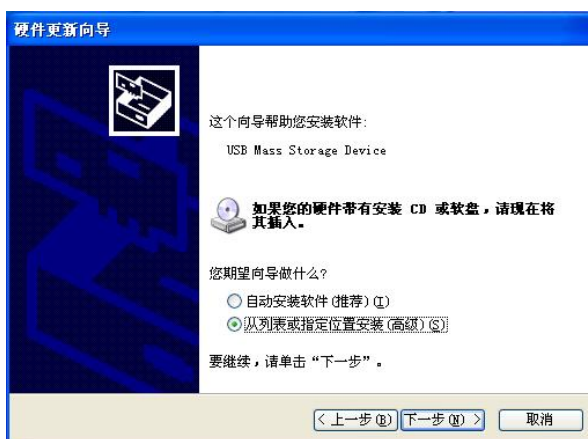 硬件更新向导
这个向导帮助您安装软件:
USB Mass Storage Device
如果您的硬件带有安装 CD 或软盘,请现在将
其插入。
您期望向导做什么?
自动安装软件(推荐)(I)
从列表或指定位置安装(高级)(S)
要继续,请单击“下一步”。
< 上一步(B) 下一步(N) > 取消